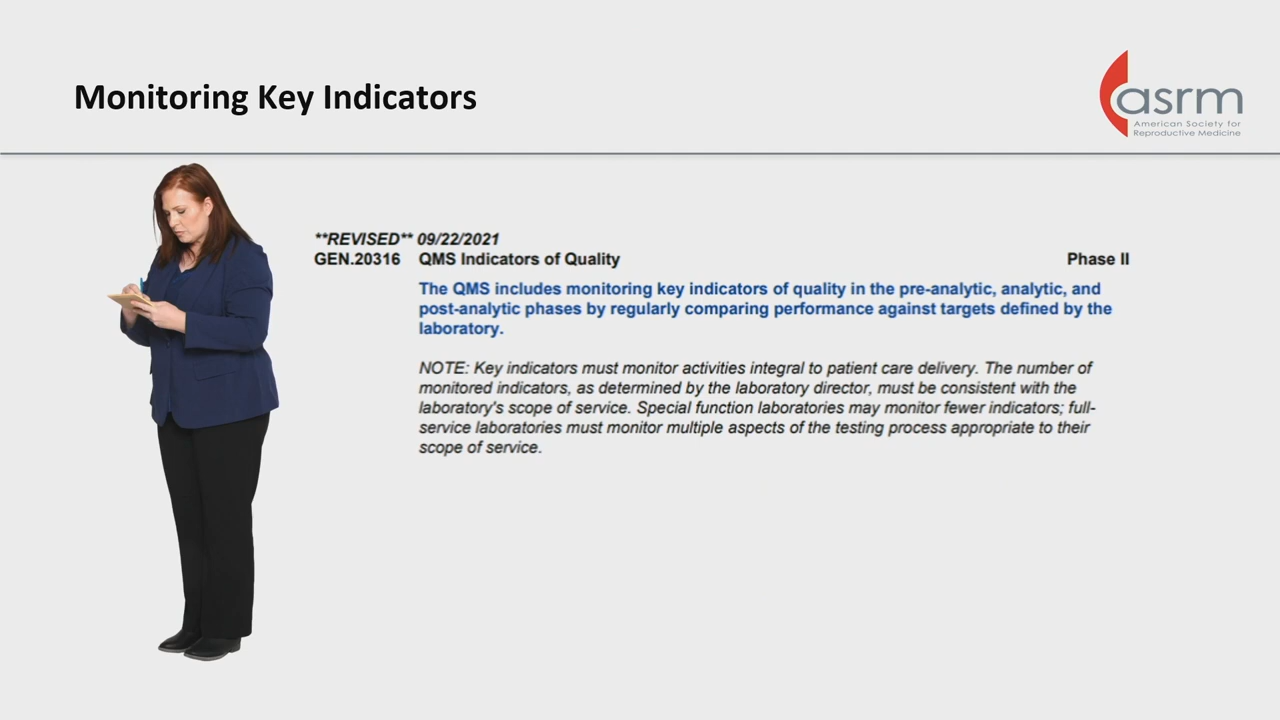 Monitoring Key Indicators
asrm
American Society for
Reproductive Medicine
**REVISED** 09/22/2021
GEN.20316 QMS Indicators of Quality Phase II
The QMS includes monitoring key indicators of quality in the pre-analytic, analytic, and
post-analytic phases by regularly comparing performance against targets defined by the
laboratory.
NOTE: Key indicators must monitor activities integral to patient care delivery. The number of
monitored indicators, as determined by the laboratory director, must be consistent with the
laboratory's scope of service. Special function laboratories may monitor fewer indicators; full-
service laboratories must monitor multiple aspects of the testing process appropriate to their
scope of service.